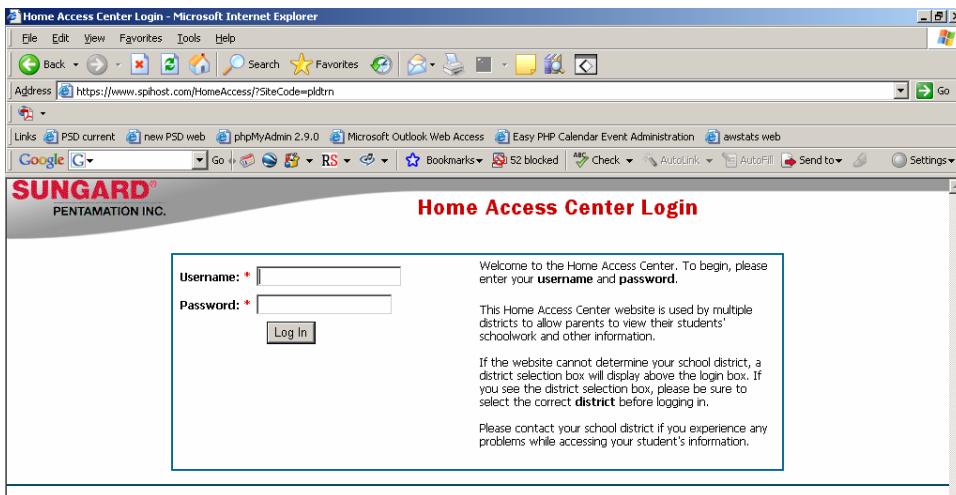 Home Access Center Login - Microsoft Internet Explorer
File Edit View Favorites Tools Help
Back Search Favorites
Address https://www.spihost.com/HomeAccess/?SiteCode=pldtrn Go
Links PSD current new PSD web phpMyAdmin 2.9.0 Microsoft Outlook Web Access Easy PHP Calendar Event Administration awstats web
Google G Go RS Bookmarks 52 blocked ABC Check AutoLink AutoFill Send to Settings
SUNGARD®
PENTAMATION INC.
Home Access Center Login
Username: *
Password: *
Log In
Welcome to the Home Access Center. To begin, please
enter your username and password.
This Home Access Center website is used by multiple
districts to allow parents to view their students'
schoolwork and other information.
If the website cannot determine your school district, a
district selection box will display above the login box. If
you see the district selection box, please be sure to
select the correct district before logging in.
Please contact your school district if you experience any
problems while accessing your student's information.